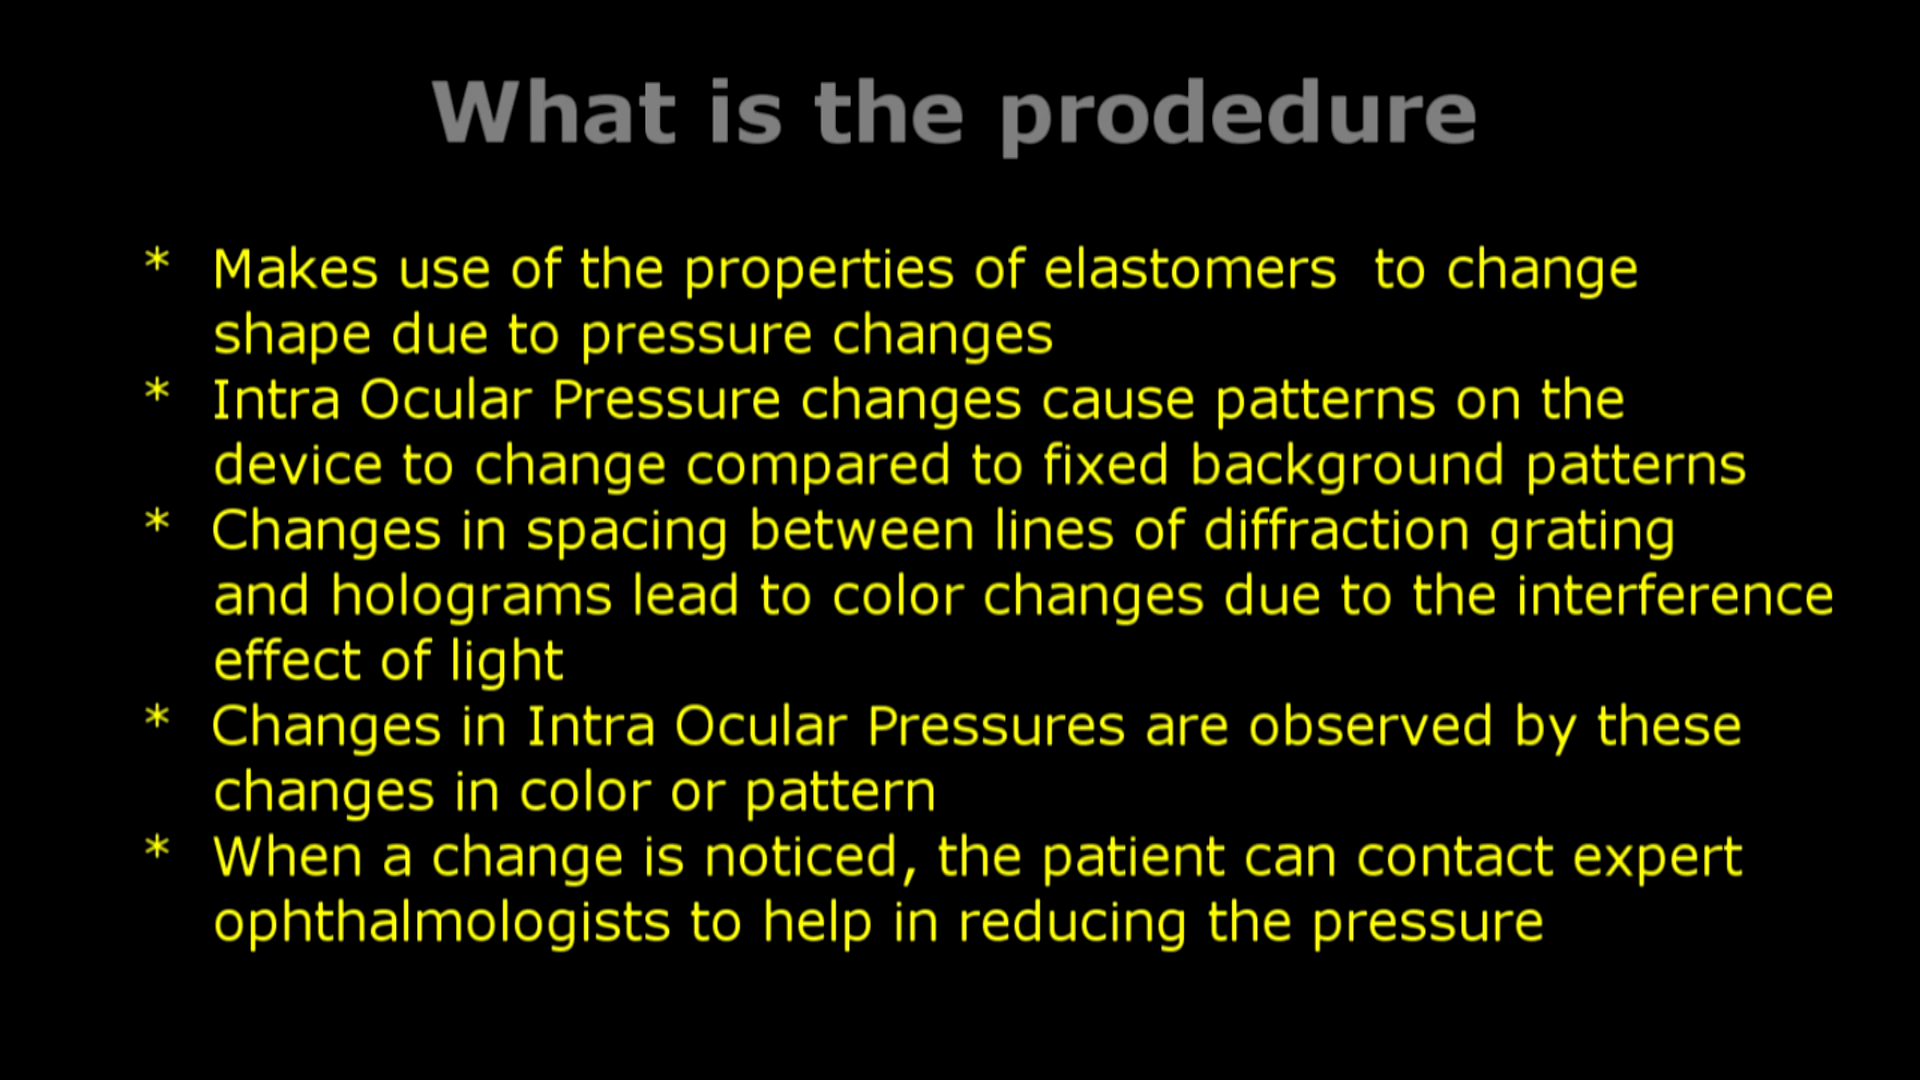 What is the prodedure
* Makes use of the properties of elastomers  to change
shape due to pressure changes
* Intra Ocular Pressure changes cause patterns on the
device to change compared to fixed background patterns
* Changes in spacing between lines of diffraction grating
and holograms lead to color changes due to the interference
effect of light
* Changes in Intra Ocular Pressures are observed by these
changes in color or pattern
* When a change is noticed, the patient can contact expert
ophthalmologists to help in reducing the pressure